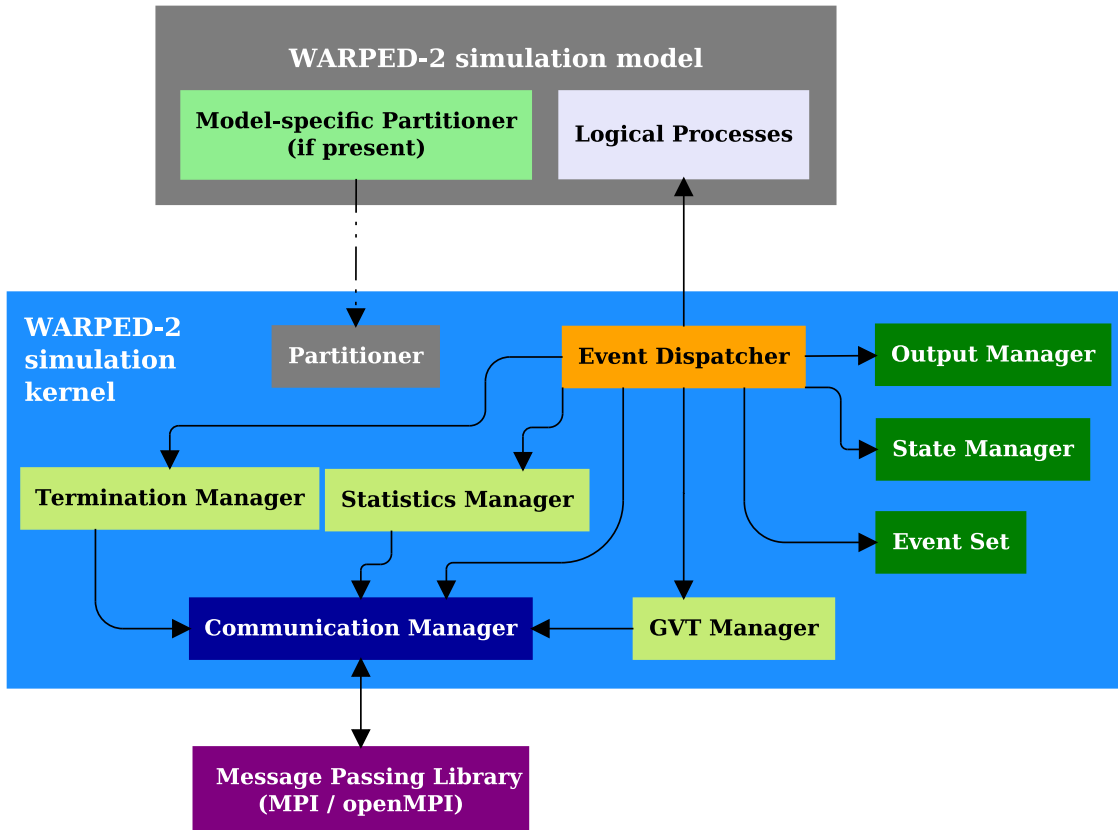 WARPED-2 simulation model
Model-specific Partitioner
(if present)
Logical Processes
WARPED-2
simulation
kernel
Partitioner
Event Dispatcher
Output Manager
State Manager
Termination Manager
Statistics Manager
Event Set
Communication Manager
GVT Manager
Message Passing Library
(MPI / openMPI)